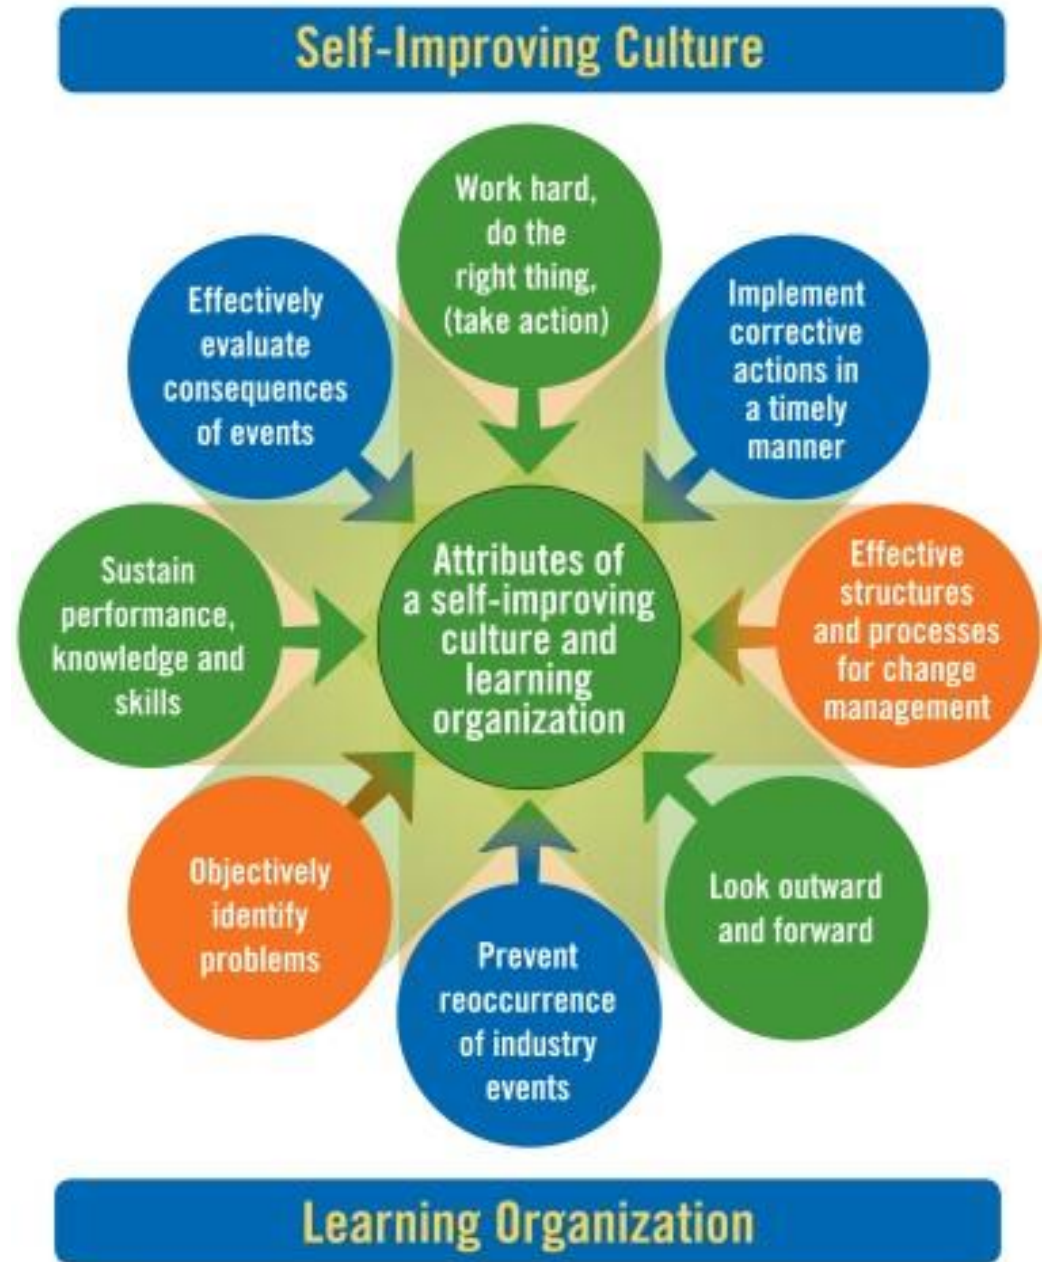 Self-Improving Culture
Work hard,
do the
right thing,
(take action)
Implement
corrective
actions in
a timely
manner
Effective
structures
and processes
for change
management
Look outward
and forward
Prevent
reoccurrence
of industry
events
Objectively
identify
problems
Sustain
performance,
knowledge and
skills
Effectively
evaluate
consequences
of events
Attributes of
a self-improving
culture and
learning
organization
Learning Organization